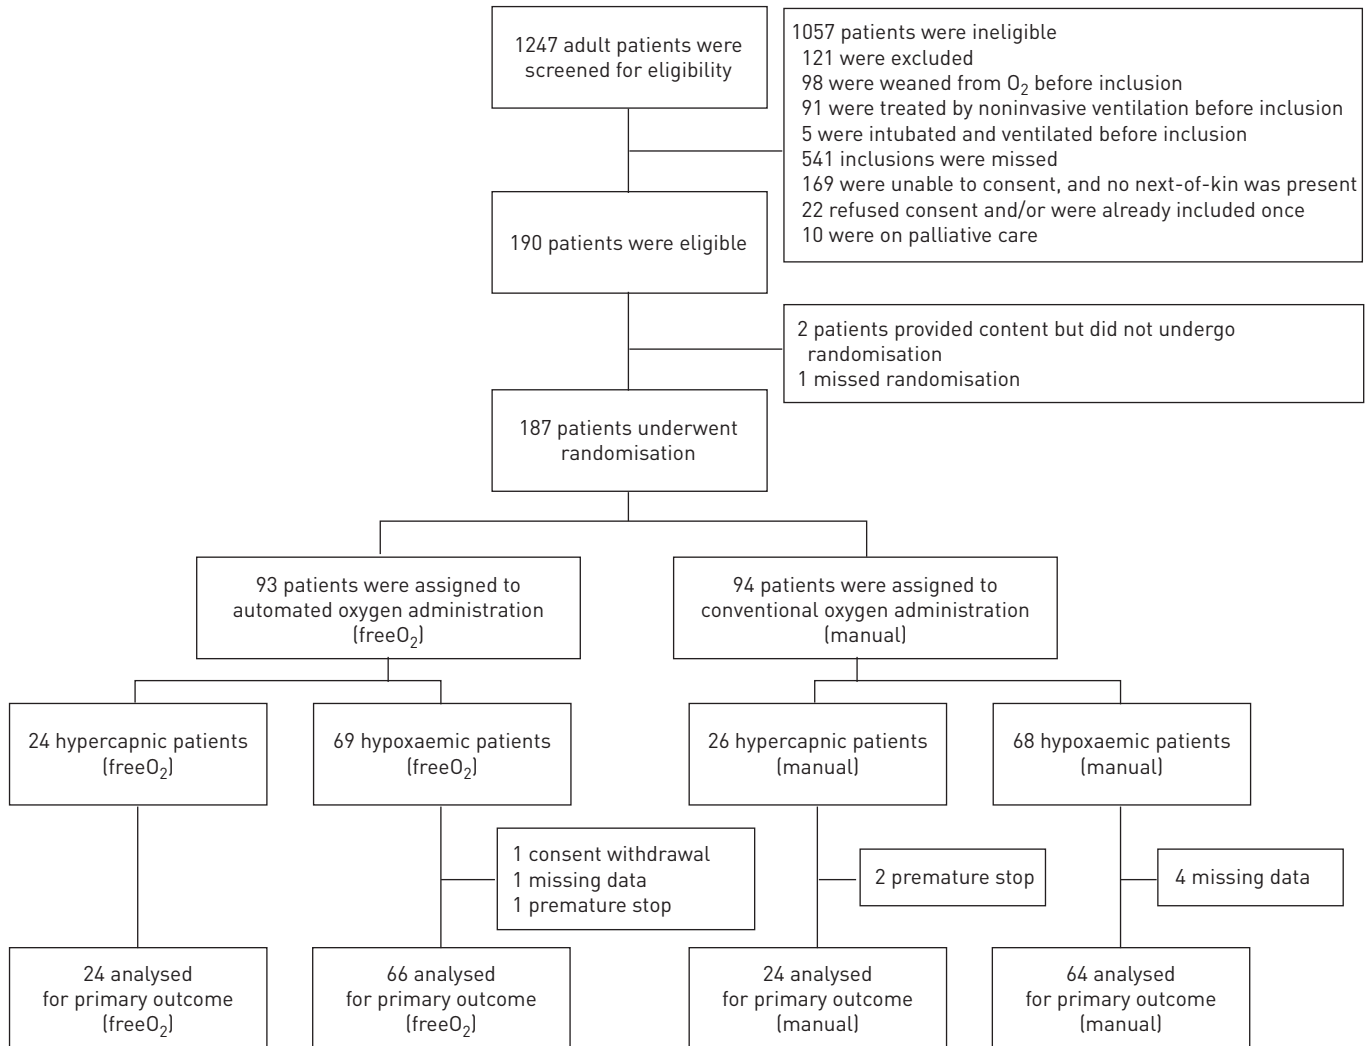 1247 adult patients were
screened for eligibility
1057 patients were ineligible
121 were excluded
98 were weaned from O₂ before inclusion
91 were treated by noninvasive ventilation before inclusion
5 were intubated and ventilated before inclusion
541 inclusions were missed
169 were unable to consent, and no next-of-kin was present
22 refused consent and/or were already included once
10 were on palliative care
190 patients were eligible
2 patients provided content but did not undergo
randomisation
1 missed randomisation
187 patients underwent
randomisation
93 patients were assigned to
automated oxygen administration
(freeO₂)
94 patients were assigned to
conventional oxygen administration
(manual)
24 hypercapnic patients
(freeO₂)
69 hypoxaemic patients
(freeO₂)
26 hypercapnic patients
(manual)
68 hypoxaemic patients
(manual)
1 consent withdrawal
1 missing data
1 premature stop
2 premature stop
4 missing data
24 analysed
for primary outcome
(freeO₂)
66 analysed
for primary outcome
(freeO₂)
24 analysed
for primary outcome
(manual)
64 analysed
for primary outcome
(manual)